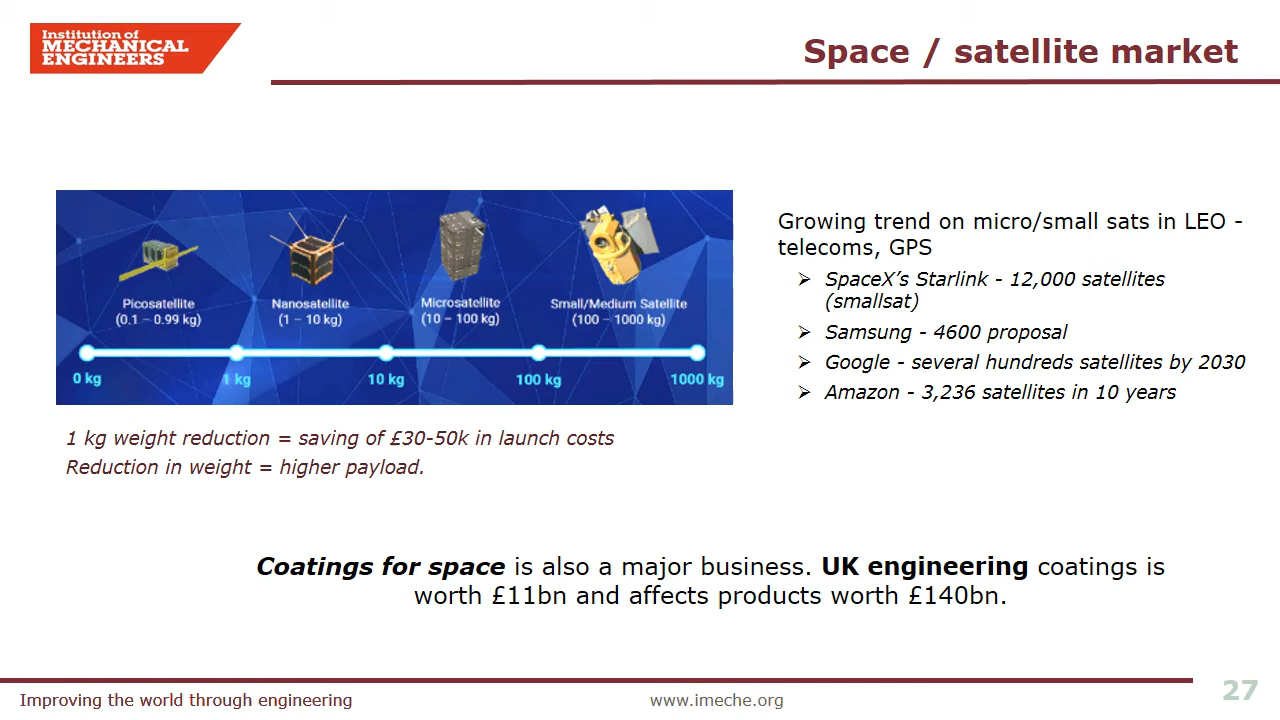 Institution of
MECHANICAL
ENGINEERS
Space / satellite market
Picosatellite
(0.1 – 0.99 kg)
Nanosatellite
(1 – 10 kg)
Microsatellite
(10 – 100 kg)
Small/Medium Satellite
(100 – 1000 kg)
0 kg
1 kg
10 kg
100 kg
1000 kg
1 kg weight reduction = saving of £30-50k in launch costs
Reduction in weight = higher payload.
Growing trend on micro/small sats in LEO -
telecoms, GPS
➢ SpaceX’s Starlink - 12,000 satellites
(smallsat)
➢ Samsung - 4600 proposal
➢ Google - several hundreds satellites by 2030
➢ Amazon - 3,236 satellites in 10 years
Coatings for space is also a major business. UK engineering coatings is
worth £11bn and affects products worth £140bn.
Improving the world through engineering
www.imeche.org
27